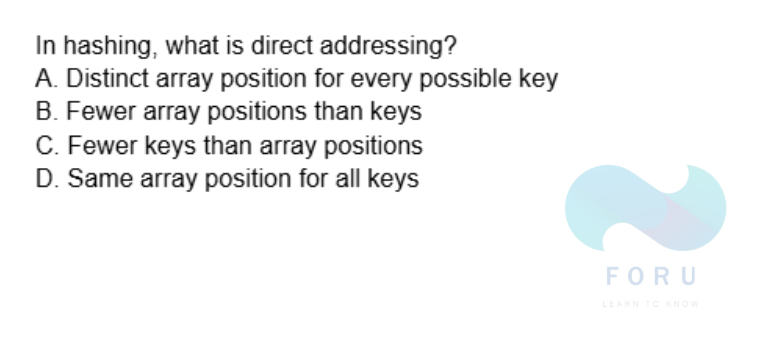 In hashing, what is direct addressing?
A. Distinct array position for every possible key
B. Fewer array positions than keys
C. Fewer keys than array positions
D. Same array position for all keys
FORU
LEARN TO KNOW